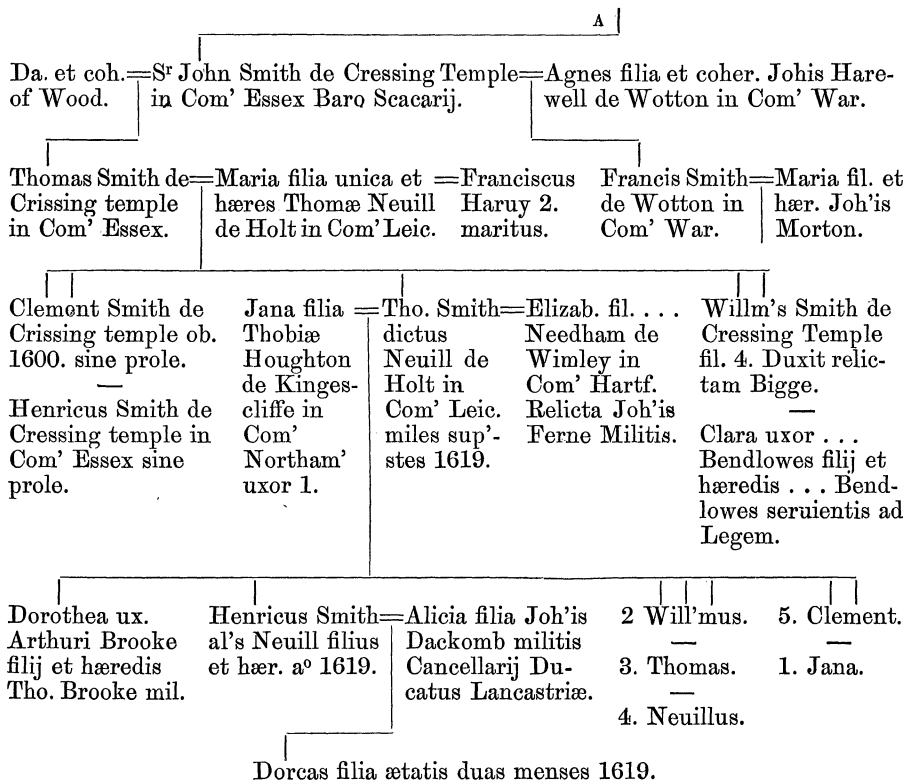 A
Da. et coh.=Sʳ John Smith de Cressing Temple=Agnes filia et coher. Johis Hare-
of Wood. in Com' Essex Baro Scacarij. well de Wotton in Com' War.
Thomas Smith de=Maria filia unica et =Franciscus Francis Smith=Maria fil. et
Crissing temple hæres Thomæ Neuill Haruy 2. de Wotton in hær. Joh'is
in Com' Essex. de Holt in Com' Leic. maritus. Com' War. Morton.
Clement Smith de
Crissing temple ob.
1600. sine prole.
—
Henricus Smith de
Cressing temple in
Com' Essex sine
prole.
Jana filia =Tho. Smith=Elizab. fil. . . .
Thobiæ dictus Needham de
Houghton Neuill de Wimley in
de Kinges- Holt in Com' Hartf.
cliffe in Com' Leic. Relicta Joh'is
Com' miles sup'- Ferne Militis.
Northam' stes 1619.
uxor 1.
Willm's Smith de
Cressing Temple
fil. 4. Duxit relic-
tam Bigge.
—
Clara uxor . . .
Bendlowes filij et
hæredis . . . Bend-
lowes seruientis ad
Legem.
Dorothea ux.
Arthuri Brooke
filij et hæredis
Tho. Brooke mil.
Henricus Smith=Alicia filia Joh'is
al's Neuill filius Dackomb militis
et hær. aº 1619. Cancellarij Du-
catus Lancastriæ.
2 Will'mus.
—
3. Thomas.
—
4. Neuillus.
5. Clement.
—
1. Jana.
Dorcas filia ætatis duas menses 1619.